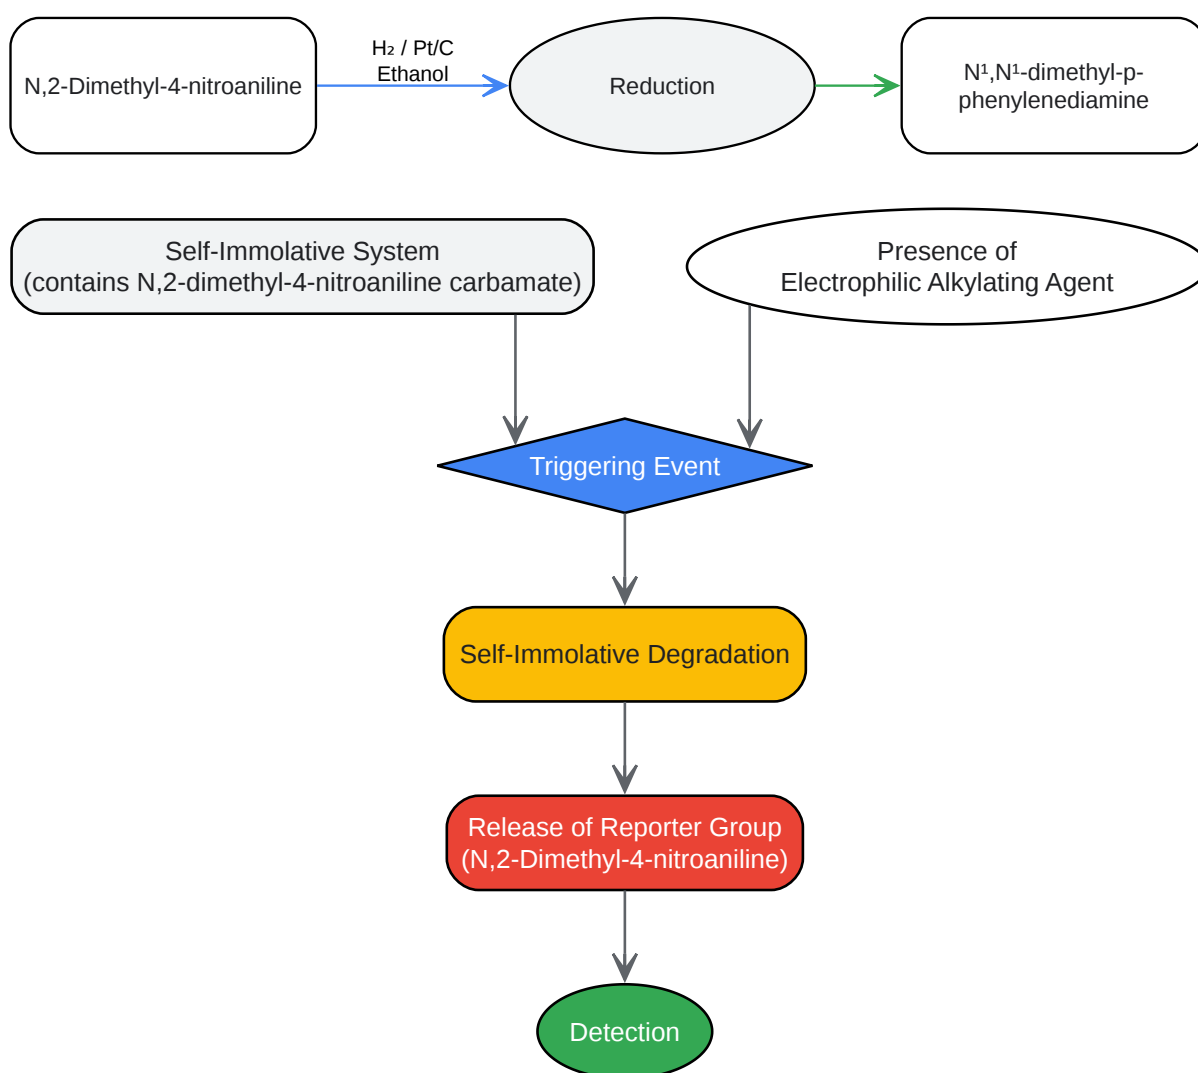 N,2-Dimethyl-4-nitroaniline
H₂ / Pt/C
Ethanol
Reduction
N¹,N¹-dimethyl-p-
phenylenediamine
Self-Immolative System
(contains N,2-dimethyl-4-nitroaniline carbamate)
Presence of
Electrophilic Alkylating Agent
Triggering Event
Self-Immolative Degradation
Release of Reporter Group
(N,2-Dimethyl-4-nitroaniline)
Detection